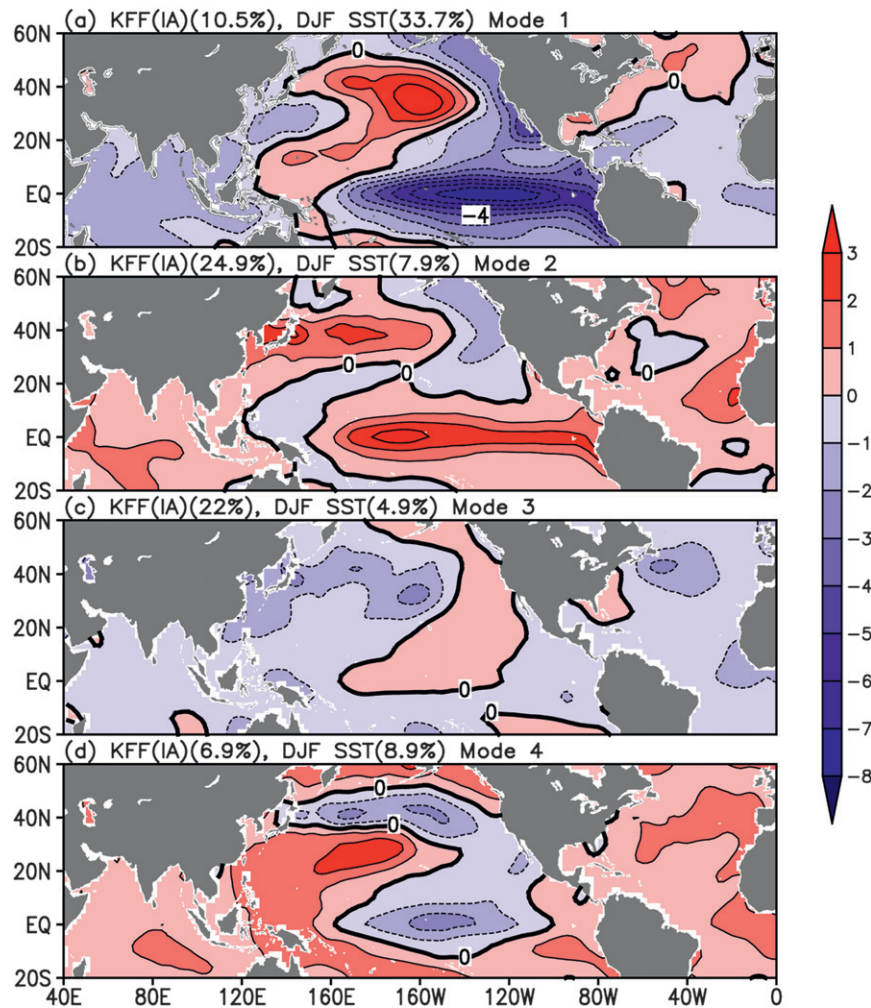 (a) KFF(IA)(10.5%), DJF SST(33.7%) Mode 1
60N
40N
20N
EQ
20S
0
0
-4
(b) KFF(IA)(24.9%), DJF SST(7.9%) Mode 2
60N
40N
20N
EQ
20S
0
0
0
0
(c) KFF(IA)(22%), DJF SST(4.9%) Mode 3
60N
40N
20N
EQ
20S
0
0
0
(d) KFF(IA)(6.9%), DJF SST(8.9%) Mode 4
60N
40N
20N
EQ
20S
0
0
0
40E 80E 120E 160E 160W 120W 80W 40W 0
3
2
1
0
-1
-2
-3
-4
-5
-6
-7
-8